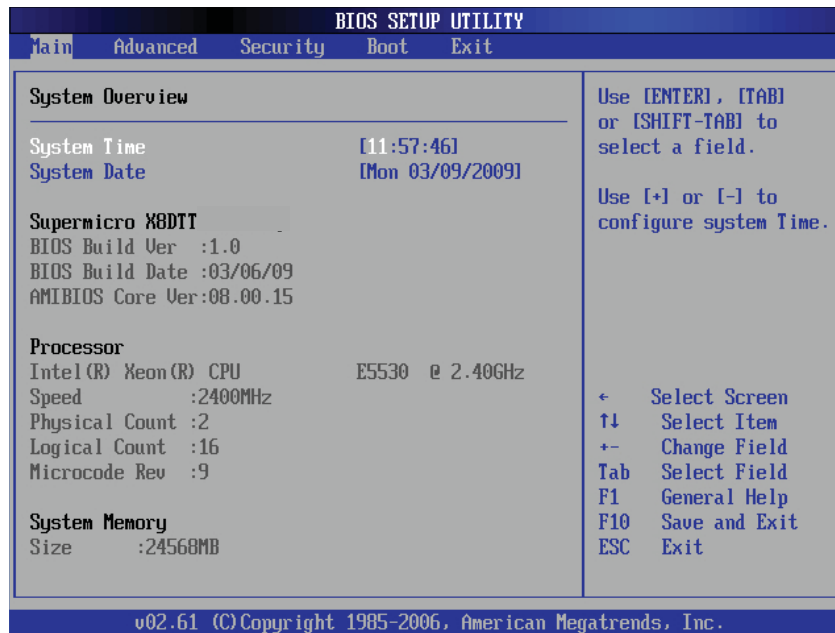 BIOS SETUP UTILITY
Main Advanced Security Boot Exit
System Overview
System Time [11:57:46]
System Date [Mon 03/09/2009]
Supermicro X8DTT
BIOS Build Ver :1.0
BIOS Build Date :03/06/09
AMIBIOS Core Ver:08.00.15
Processor
Intel(R) Xeon(R) CPU E5530 @ 2.40GHz
Speed :2400MHz
Physical Count :2
Logical Count :16
Microcode Rev :9
System Memory
Size :24568MB
Use [ENTER], [TAB]
or [SHIFT-TAB] to
select a field.
Use [+] or [-] to
configure system Time.
← Select Screen
↑↓ Select Item
+- Change Field
Tab Select Field
F1 General Help
F10 Save and Exit
ESC Exit
v02.61 (C)Copyright 1985-2006, American Megatrends, Inc.